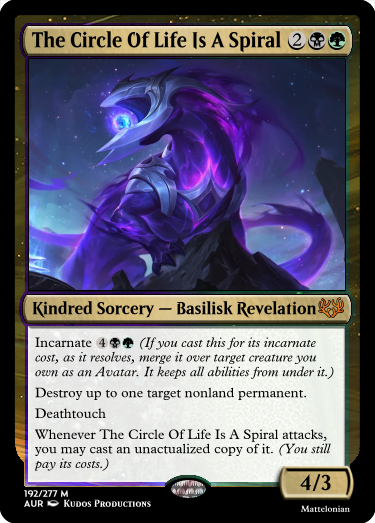 The Circle Of Life Is A Spiral 2
Kindred Sorcery — Basilisk Revelation
Incarnate 4 (If you cast this for its incarnate
cost, as it resolves, merge it over target creature you
own as an Avatar. It keeps all abilities from under it.)
Destroy up to one target nonland permanent.
Deathtouch
Whenever The Circle Of Life Is A Spiral attacks,
you may cast an unactualized copy of it. (You still
pay its costs.)
4/3
192/277 M
AUR Kudos Productions
Mattelonian